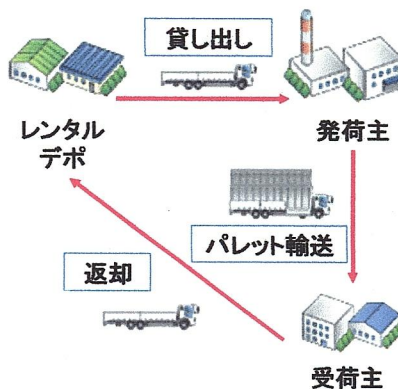 貸し出し
レンタル
デポ
発荷主
パレット輸送
返却
受荷主